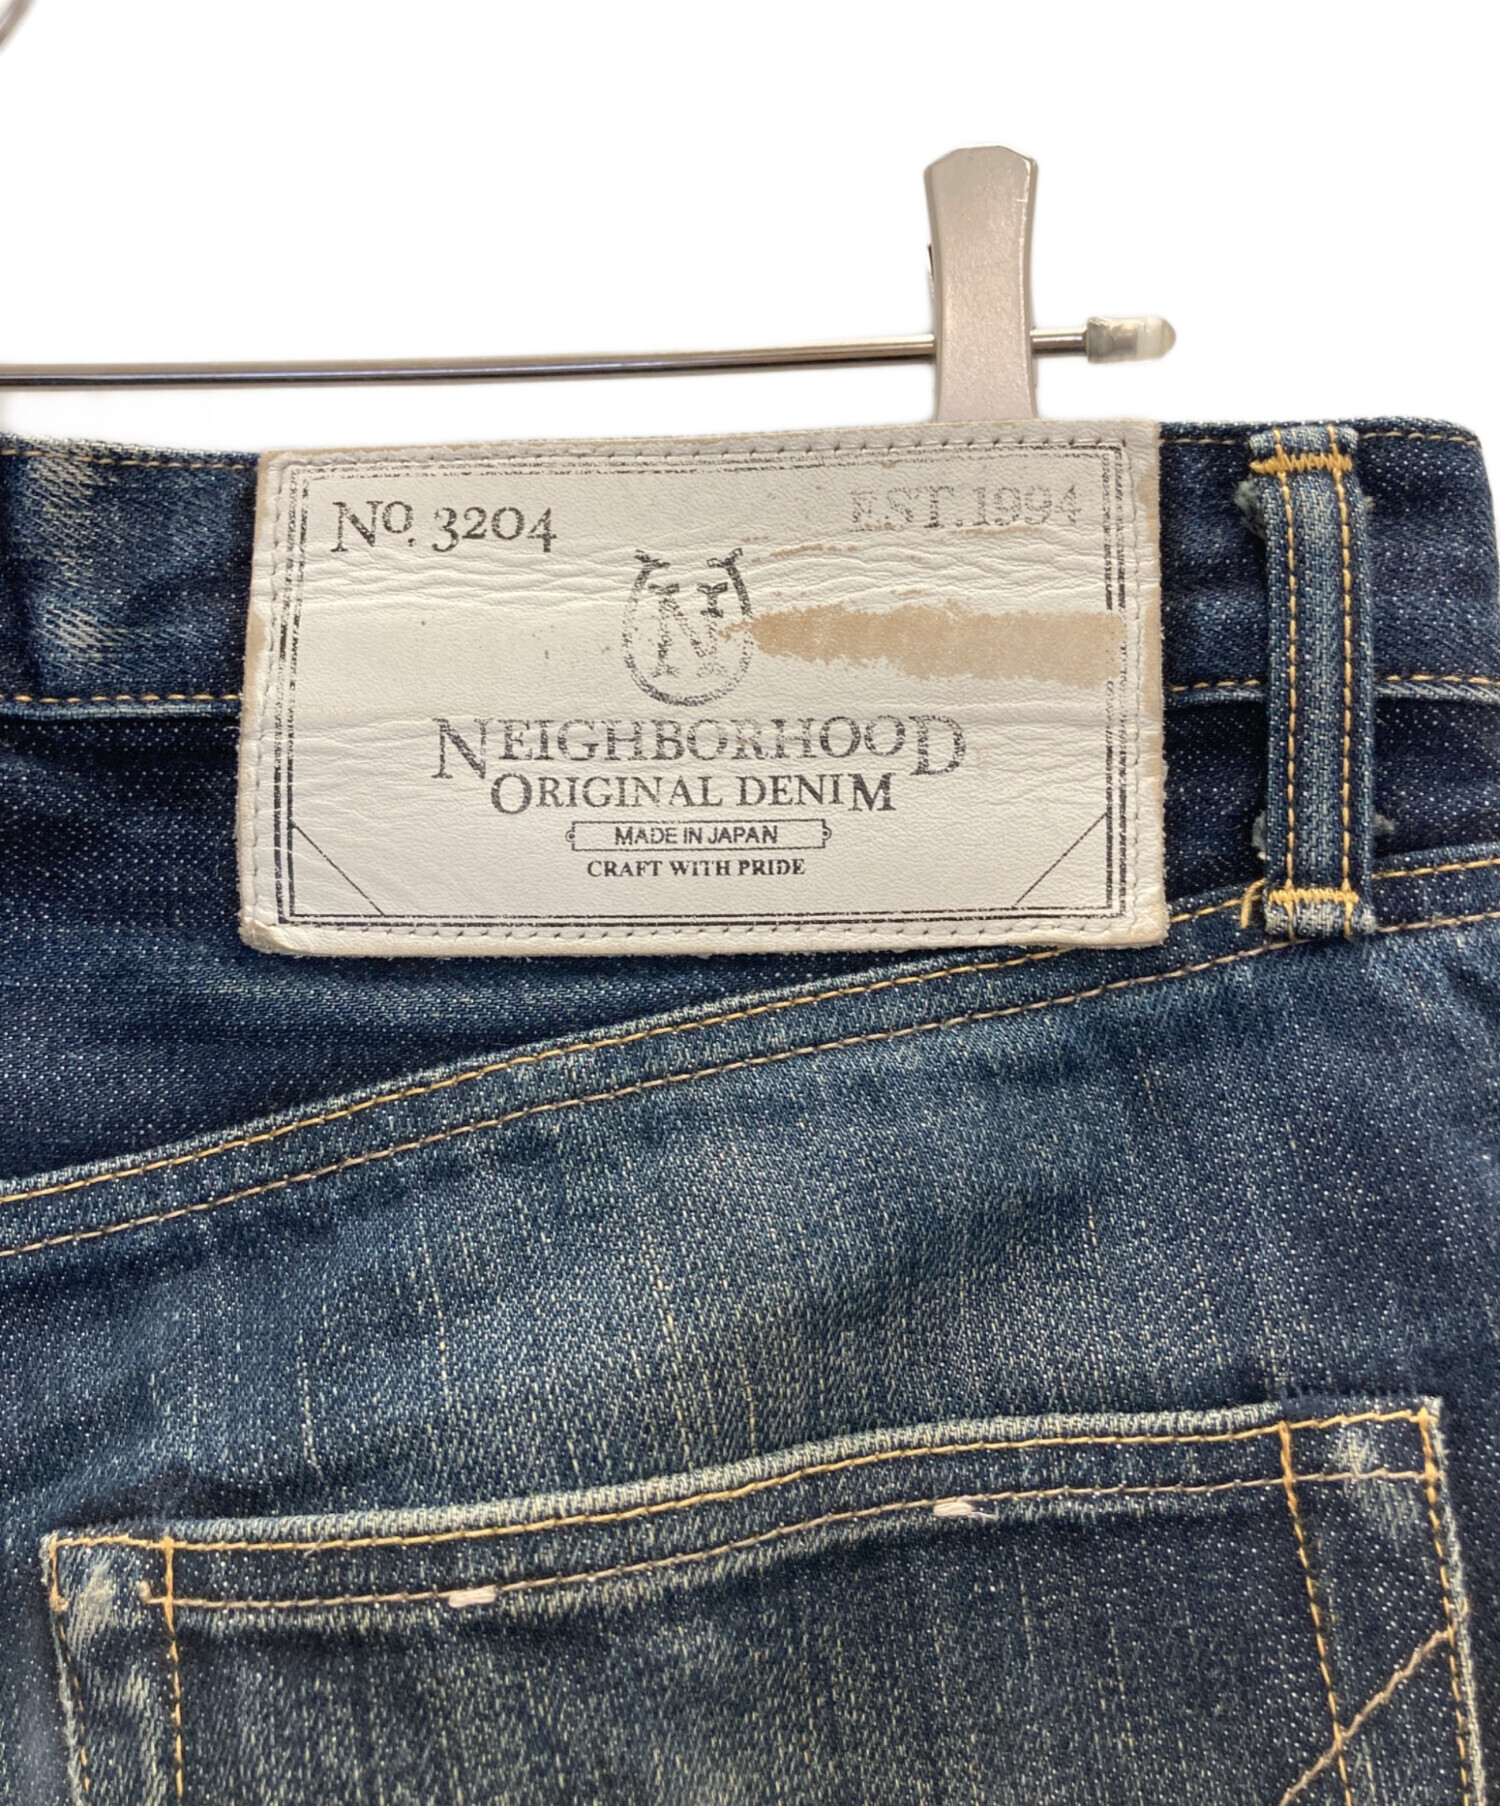 No. 3204
EST. 1994
N
NEIGHBORHOOD
ORIGINAL DENIM
MADE IN JAPAN
CRAFT WITH PRIDE